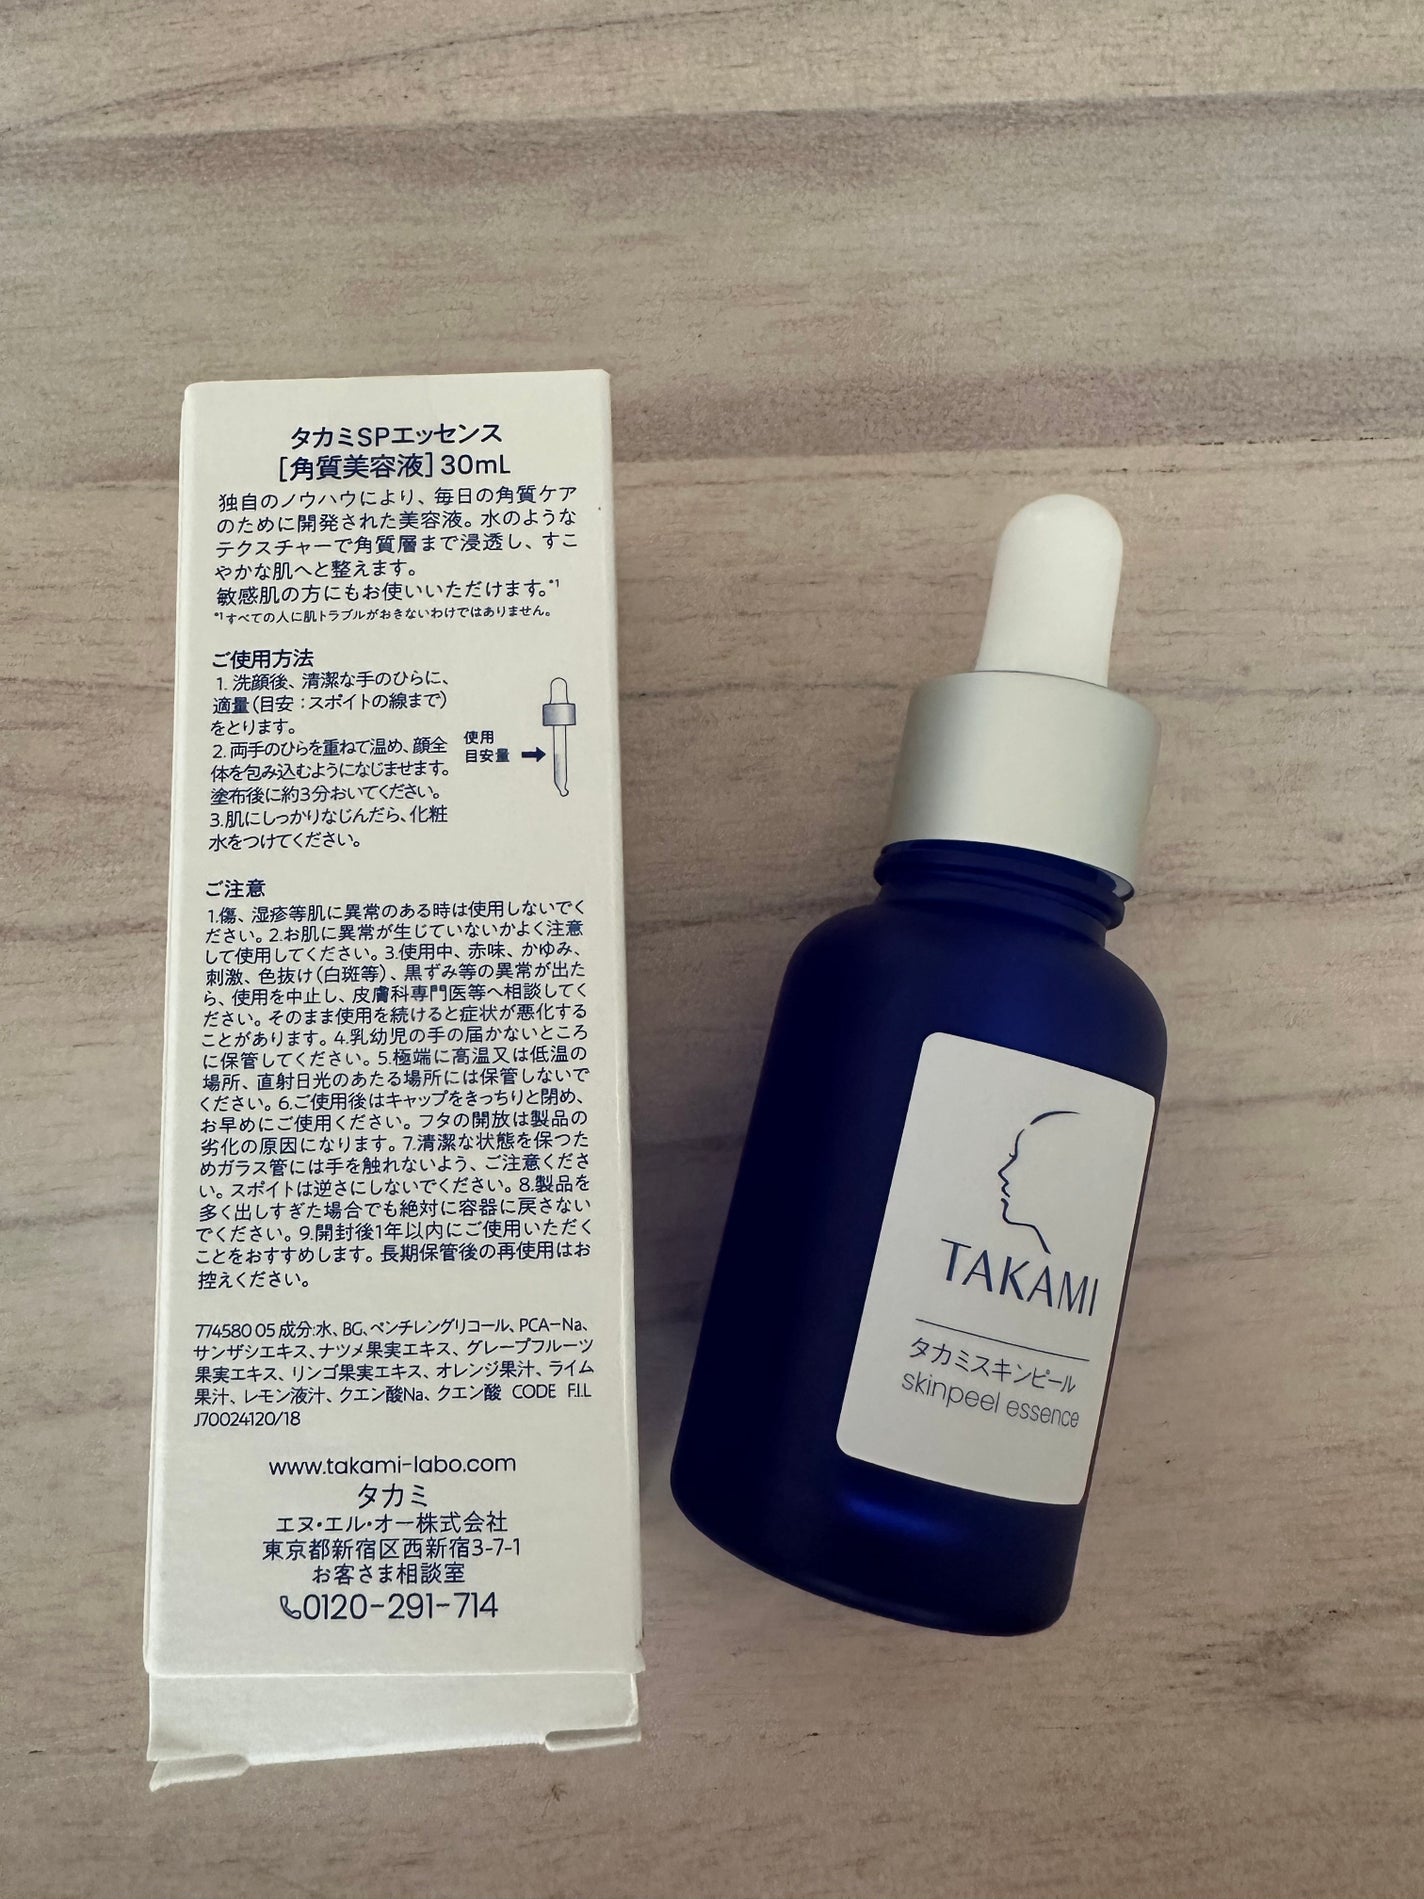 タカミSPエッセンス
[角質美容液] 30mL
独自のノウハウにより、毎日の角質ケア
のために開発された美容液。水のような
テクスチャーで角質層まで浸透し、すこ
やかな肌へと整えます。
敏感肌の方にもお使いいただけます。*1
*1すべての人に肌トラブルがおきないわけではありません。
ご使用方法
1. 洗顔後、清潔な手のひらに、
適量(目安:スポイトの線まで)
をとります。
2. 両手のひらを重ねて温め、顔全
体を包み込むようになじませます。
塗布後に約3分おいてください。
3.肌にしっかりなじんだら、化粧
水をつけてください。
使用
目安量
ご注意
1.傷、湿疹等肌に異常のある時は使用しないでく
ださい。2.お肌に異常が生じていないかよく注意
して使用してください。3.使用中、赤味、かゆみ、
刺激、色抜け(白斑等)、黒ずみ等の異常が出た
ら、使用を中止し、皮膚科専門医等へ相談してく
ださい。そのまま使用を続けると症状が悪化する
ことがあります。4.乳幼児の手の届かないところ
に保管してください。5.極端に高温又は低温の
場所、直射日光のあたる場所には保管しないで
ください。6.ご使用後はキャップをきっちりと閉め、
お早めにご使用ください。フタの開放は製品の
劣化の原因になります。7.清潔な状態を保つた
めガラス管には手を触れないよう、ご注意くださ
い。スポイトは逆さにしないでください。8.製品を
多く出しすぎた場合でも絶対に容器に戻さない
でください。9.開封後1年以内にご使用いただく
ことをおすすめします。長期保管後の再使用はお
控えください。
774580 05 成分:水、BG、ペンチレングリコール、PCA-Na、
サンザシエキス、ナツメ果実エキス、グレープフルーツ
果実エキス、リンゴ果実エキス、オレンジ果汁、ライム
果汁、レモン液汁、クエン酸Na、クエン酸 CODE F.I.L
J70024120/18
www.takami-labo.com
タカミ
エヌ・エル・オー株式会社
東京都新宿区西新宿3-7-1
お客さま相談室
0120-291-714
TAKAMI
タカミスキンピール
skinpeel essence